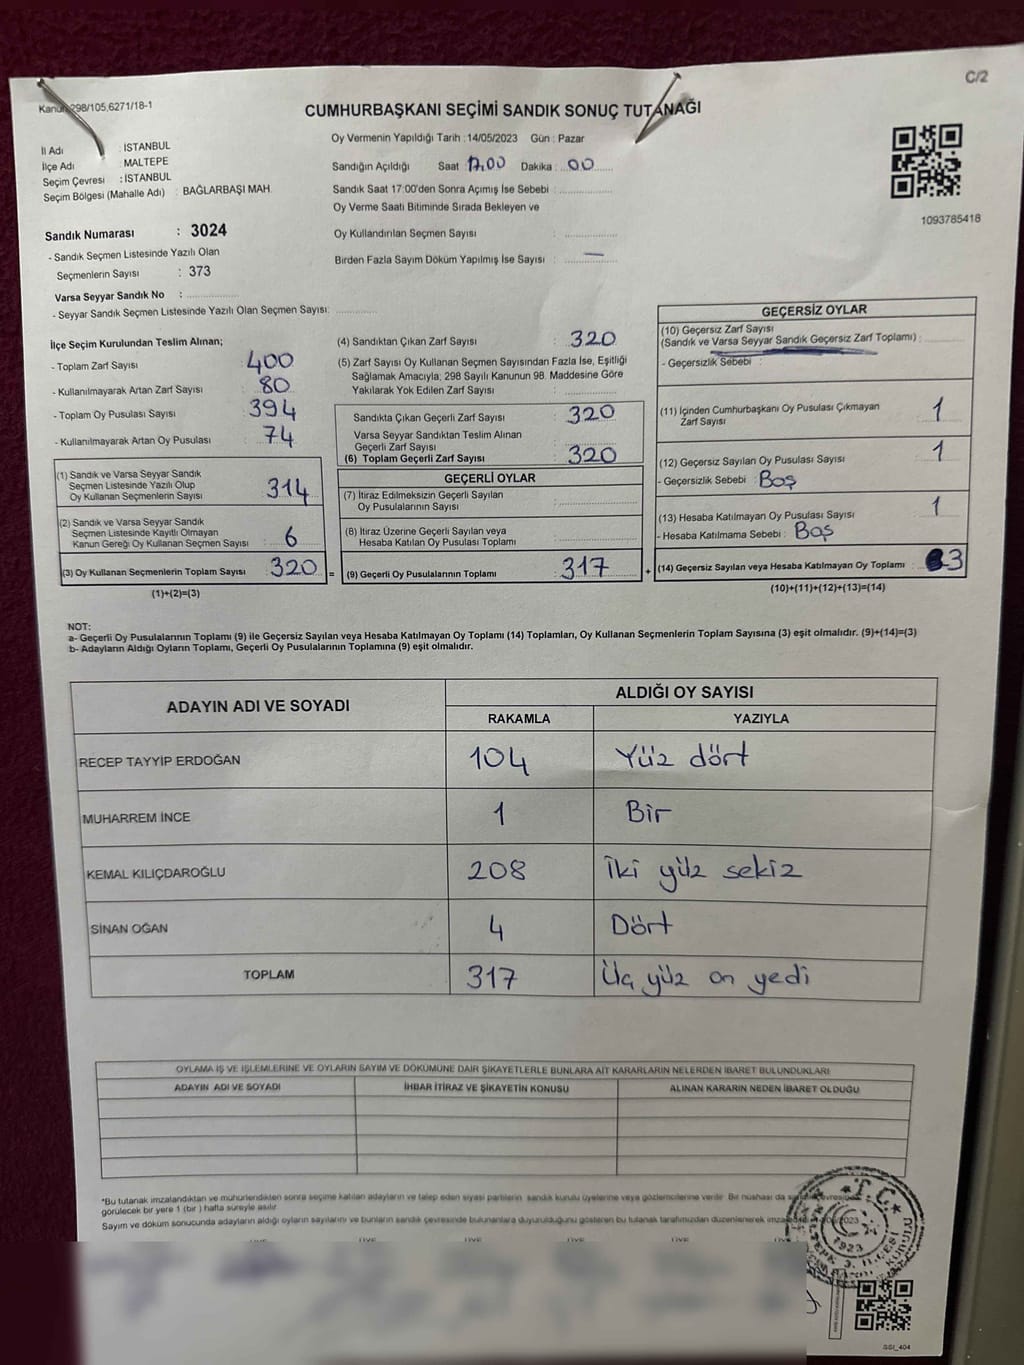 C/2
Kanun 298/105,6271/18-1
CUMHURBAŞKANI SEÇİMİ SANDIK SONUÇ TUTANAĞI
Oy Vermenin Yapıldığı Tarih : 14/05/2023 Gün : Pazar
Sandığın Açıldığı Saat : 17.00 Dakika : 00
Sandık Saat 17:00'den Sonra Açımış İse Sebebi :
Oy Verme Saati Bitiminde Sırada Bekleyen ve
Oy Kullandırılan Seçmen Sayısı :
Birden Fazla Sayım Döküm Yapılmış İse Sayısı : —
İl Adı : İSTANBUL
İlçe Adı : MALTEPE
Seçim Çevresi : İSTANBUL
Seçim Bölgesi (Mahalle Adı) : BAĞLARBAŞI MAH.
1093785418
Sandık Numarası : 3024
- Sandık Seçmen Listesinde Yazılı Olan
Seçmenlerin Sayısı : 373
Varsa Seyyar Sandık No :
- Seyyar Sandık Seçmen Listesinde Yazılı Olan Seçmen Sayısı:
İlçe Seçim Kurulundan Teslim Alınan;
- Toplam Zarf Sayısı : 400
- Kullanılmayarak Artan Zarf Sayısı : 80
- Toplam Oy Pusulası Sayısı : 394
- Kullanılmayarak Artan Oy Pusulası : 74
(1) Sandık ve Varsa Seyyar Sandık
Seçmen Listesinde Yazılı Olup
Oy Kullanan Seçmenlerin Sayısı : 314
(2) Sandık ve Varsa Seyyar Sandık
Seçmen Listesinde Kayıtlı Olmayan
Kanun Gereği Oy Kullanan Seçmen Sayısı : 6
(3) Oy Kullanan Seçmenlerin Toplam Sayısı : 320 =
(1)+(2)=(3)
(4) Sandıktan Çıkan Zarf Sayısı : 320
(5) Zarf Sayısı Oy Kullanan Seçmen Sayısından Fazla İse, Eşitliği
Sağlamak Amacıyla; 298 Sayılı Kanunun 98. Maddesine Göre
Yakılarak Yok Edilen Zarf Sayısı :
Sandıkta Çıkan Geçerli Zarf Sayısı : 320
Varsa Seyyar Sandıktan Teslim Alınan
Geçerli Zarf Sayısı :
(6) Toplam Geçerli Zarf Sayısı : 320
GEÇERLİ OYLAR
(7) İtiraz Edilmeksizin Geçerli Sayılan
Oy Pusulalarının Sayısı :
(8) İtiraz Üzerine Geçerli Sayılan veya
Hesaba Katılan Oy Pusulası Toplamı :
(9) Geçerli Oy Pusulalarının Toplamı : 317 +
GEÇERSİZ OYLAR
(10) Geçersiz Zarf Sayısı
(Sandık ve Varsa Seyyar Sandık Geçersiz Zarf Toplamı) :
- Geçersizlik Sebebi :
(11) İçinden Cumhurbaşkanı Oy Pusulası Çıkmayan
Zarf Sayısı : 1
(12) Geçersiz Sayılan Oy Pusulası Sayısı : 1
- Geçersizlik Sebebi : Boş
(13) Hesaba Katılmayan Oy Pusulası Sayısı : 1
- Hesaba Katılmama Sebebi : Boş
(14) Geçersiz Sayılan veya Hesaba Katılmayan Oy Toplamı : 3
(10)+(11)+(12)+(13)=(14)
NOT:
a- Geçerli Oy Pusulalarının Toplamı (9) ile Geçersiz Sayılan veya Hesaba Katılmayan Oy Toplamı (14) Toplamları, Oy Kullanan Seçmenlerin Toplam Sayısına (3) eşit olmalıdır. (9)+(14)=(3)
b- Adayların Aldığı Oyların Toplamı, Geçerli Oy Pusulalarının Toplamına (9) eşit olmalıdır.
ADAYIN ADI VE SOYADI
ALDIĞI OY SAYISI
RAKAMLA YAZIYLA
RECEP TAYYİP ERDOĞAN 104 Yüz dört
MUHARREM İNCE 1 Bir
KEMAL KILIÇDAROĞLU 208 İki yüz sekiz
SİNAN OĞAN 4 Dört
TOPLAM 317 Üç yüz on yedi
OYLAMA İŞ VE İŞLEMLERİNE VE OYLARIN SAYIM VE DÖKÜMÜNE DAİR ŞİKAYETLERLE BUNLARA AİT KARARLARIN NELERDEN İBARET BULUNDUKLARI
ADAYIN ADI VE SOYADI İHBAR İTİRAZ VE ŞİKAYETİN KONUSU ALINAN KARARIN NEDEN İBARET OLDUĞU
*Bu tutanak imzalandıktan ve mühürlendikten sonra seçime katılan adayların ve talep eden siyasi partilerin sandık kurulu üyelerine veya gözlemcilerine verilir. Bir nüshası da
görülecek bir yere 1 (bir) hafta süreyle asılır.
Sayım ve döküm sonucunda adayların aldığı oyların sayılarını ve bunların sandık çevresinde bulunanlara duyurulduğunu gösteren bu tutanak tarafımızdan düzenlenerek 2023
T.C.
1923
SSİ_404